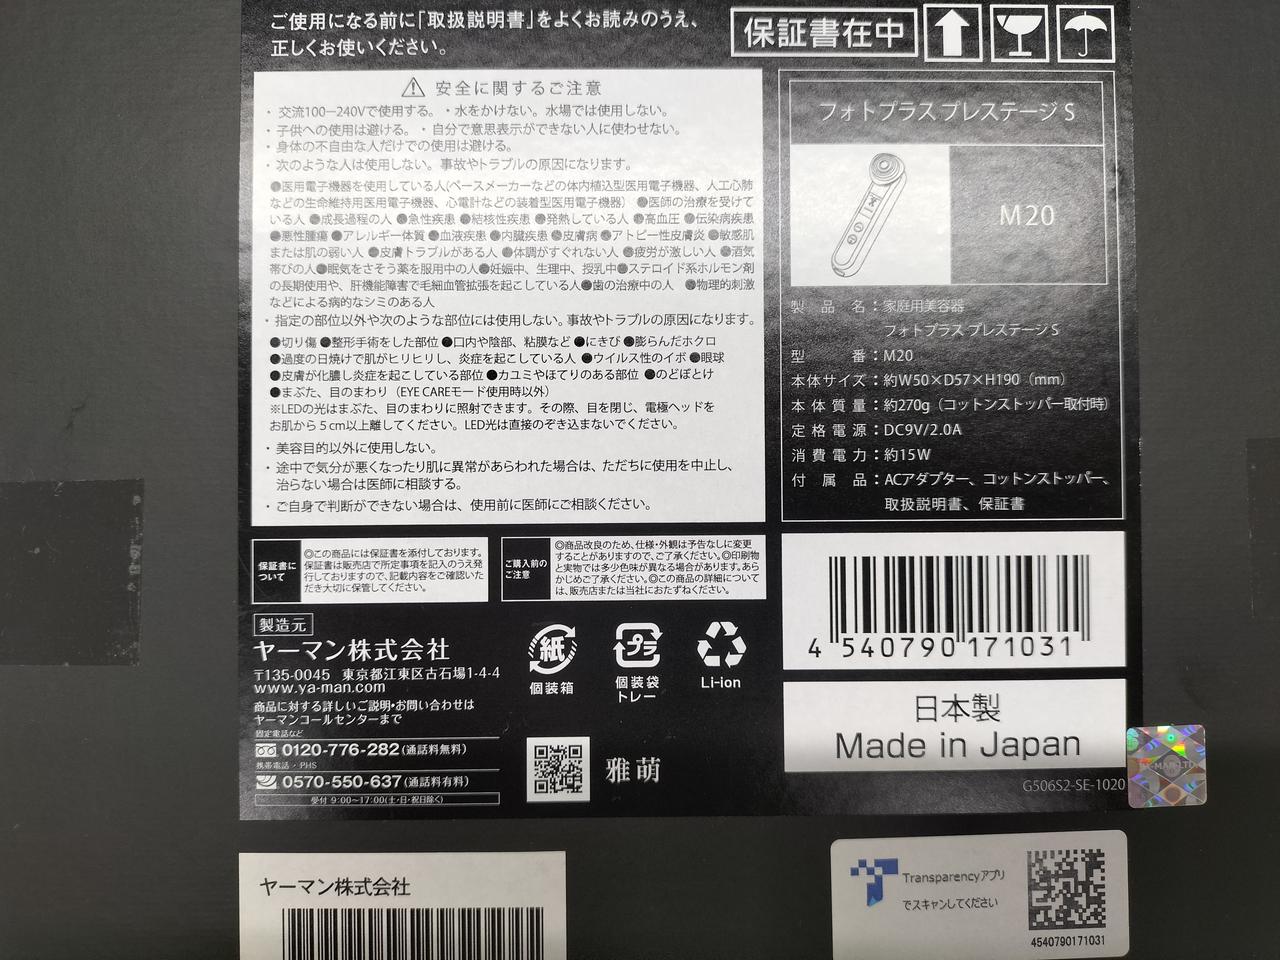 ご使用になる前に「取扱説明書」をよくお読みのうえ、
正しくお使いください。
保証書在中
安全に関するご注意
・交流100−240Vで使用する。・水をかけない。水場では使用しない。
・子供への使用は避ける。・自分で意思表示ができない人に使わせない。
・身体の不自由な人だけでの使用は避ける。
・次のような人は使用しない。事故やトラブルの原因になります。
●医用電子機器を使用している人(ペースメーカーなどの体内植込型医用電子機器、人工心肺
などの生命維持用医用電子機器、心電計などの装着型医用電子機器) ●医師の治療を受けて
いる人 ●成長過程の人 ●急性疾患 ●結核性疾患 ●発熱している人 ●高血圧 ●伝染病疾患
●悪性腫瘍 ●アレルギー体質 ●血液疾患 ●内臓疾患 ●皮膚病 ●アトピー性皮膚炎 ●敏感肌
または肌の弱い人 ●皮膚トラブルがある人 ●体調がすぐれない人 ●疲労が激しい人 ●酒気
帯びの人 ●眠気をさそう薬を服用中の人 ●妊娠中、生理中、授乳中 ●ステロイド系ホルモン剤
の長期使用や、肝機能障害で毛細血管拡張を起こしている人 ●歯の治療中の人 ●物理的刺激
などによる病的なシミのある人
・指定の部位以外や次のような部位には使用しない。事故やトラブルの原因になります。
●切り傷 ●整形手術をした部位 ●口内や陰部、粘膜など ●にきび ●膨らんだホクロ
●過度の日焼けで肌がヒリヒリし、炎症を起こしている人 ●ウイルス性のイボ ●眼球
●皮膚が化膿し炎症を起こしている部位 ●カユミやほてりのある部位 ●のどぼとけ
●まぶた、目のまわり（EYE CAREモード使用時以外）
※LEDの光はまぶた、目のまわりに照射できます。その際、目を閉じ、電極ヘッドを
お肌から5cm以上離してください。LED光は直接のぞき込まないでください。
・美容目的以外に使用しない。
・途中で気分が悪くなったり肌に異常があらわれた場合は、ただちに使用を中止し、
治らない場合は医師に相談する。
・ご自身で判断ができない場合は、使用前に医師にご相談ください。
フォトプラス プレステージ S
M20
製品名：家庭用美容器
フォトプラス プレステージ S
型番：M20
本体サイズ：約W50×D57×H190（mm）
本体質量：約270g（コットンストッパー取付時）
定格電源：DC9V/2.0A
消費電力：約15W
付属品：ACアダプター、コットンストッパー、
取扱説明書、保証書
保証書に
ついて
◎この商品には保証書を添付しております。
保証書は販売店で所定事項を記入のうえ発
行しておりますので、記載内容をご確認いた
だき大切に保管してください。
ご購入前の
ご注意
◎商品改良のため、仕様・外観は予告なしに変更
することがありますので、ご了承ください。◎印刷物
と実物では多少色味が異なる場合があります。あら
かじめご了承ください。◎この商品の詳細について
は、販売店または当社におたずねください。
製造元
ヤーマン株式会社
〒135-0045 東京都江東区古石場1-4-4
www.ya-man.com
商品に対する詳しいご説明・お問い合わせは
ヤーマンコールセンターまで
固定電話など
0120-776-282(通話料無料)
携帯電話・PHS
0570-550-637(通話料有料)
受付 9:00〜17:00(土・日・祝日除く)
紙
個装箱
プラ
個装袋
トレー
Li-ion
雅萌
4 540790 171031
日本製
Made in Japan
G506S2-SE-1020
YA-MAN LTD
ヤーマン株式会社
Transparencyアプリ
でスキャンしてください
4540790171031